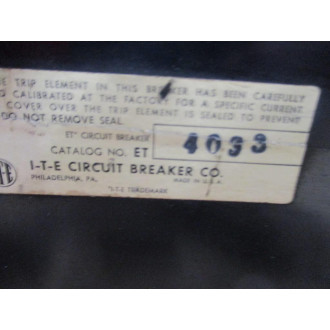 E TRIP ELEMENT IN THIS BREAKER HAS BEEN CAREFULLY
D CALIBRATED AT THE FACTORY FOR A SPECIFIC CURRENT
COVER OVER THE TRIP ELEMENT IS SEALED TO PREVENT
DO NOT REMOVE SEAL.
ET" CIRCUIT BREAKER
CATALOG NO. ET 4033
I-T-E CIRCUIT BREAKER CO.
PHILADELPHIA, PA. MADE IN U.S.A.
"I-T-E TRADEMARK